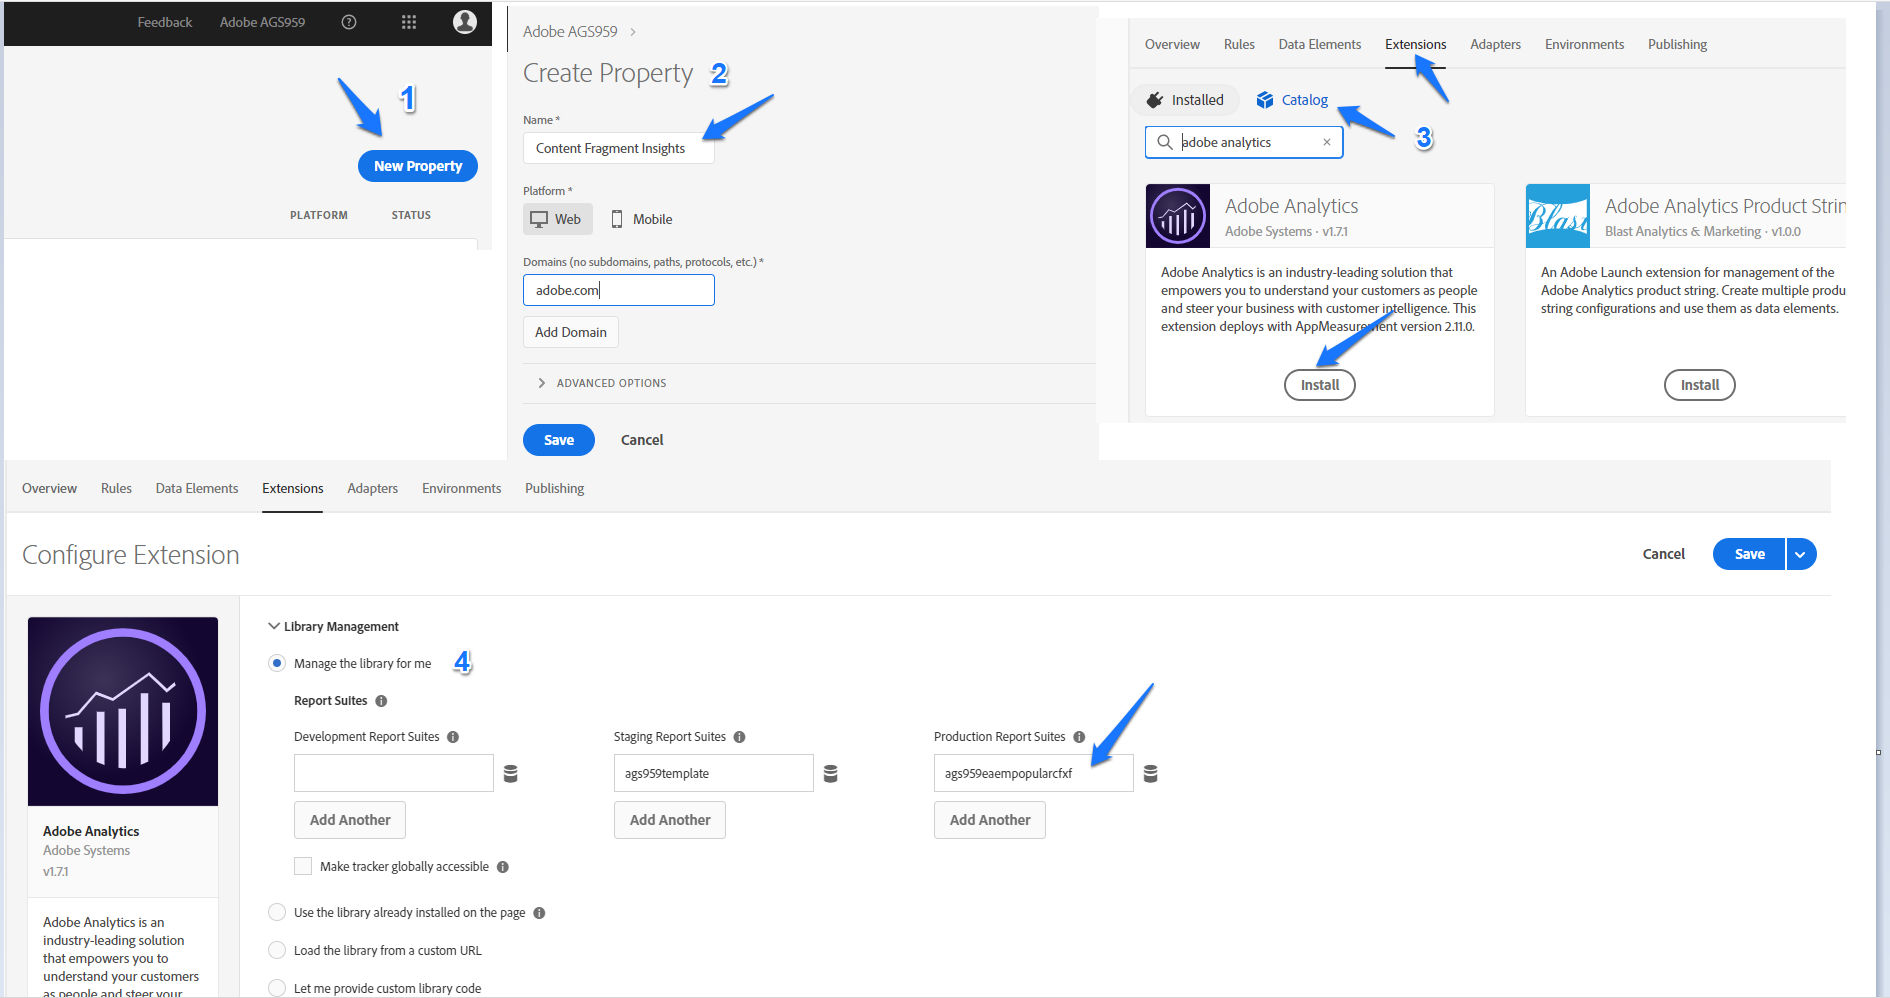 Feedback
Adobe AGS959
1
New Property
PLATFORM
STATUS
Adobe AGS959
Create Property
2
Name *
Content Fragment Insights
Platform *
Web
Mobile
Domains (no subdomains, paths, protocols, etc.) *
adobe.com
Add Domain
ADVANCED OPTIONS
Save
Cancel
Overview
Rules
Data Elements
Extensions
Adapters
Environments
Publishing
Installed
Catalog
3
adobe analytics
Adobe Analytics
Adobe Systems · v1.7.1
Adobe Analytics is an industry-leading solution that
empowers you to understand your customers as people
and steer your business with customer intelligence. This
extension deploys with AppMeasurement version 2.11.0.
Install
Blast
Adobe Analytics Product Strin
Blast Analytics & Marketing · v1.0.0
An Adobe Launch extension for management of the
Adobe Analytics product string. Create multiple produ
string configurations and use them as data elements.
Install
Overview
Rules
Data Elements
Extensions
Adapters
Environments
Publishing
Configure Extension
Cancel
Save
Adobe Analytics
Adobe Systems
v1.7.1
Adobe Analytics is an
industry-leading solution
that empowers you to
understand your customers
as people and steer your
Library Management
Manage the library for me
4
Report Suites
Development Report Suites
Staging Report Suites
Production Report Suites
ags959template
ags959eaempopularcfxf
Add Another
Add Another
Add Another
Make tracker globally accessible
Use the library already installed on the page
Load the library from a custom URL
Let me provide custom library code